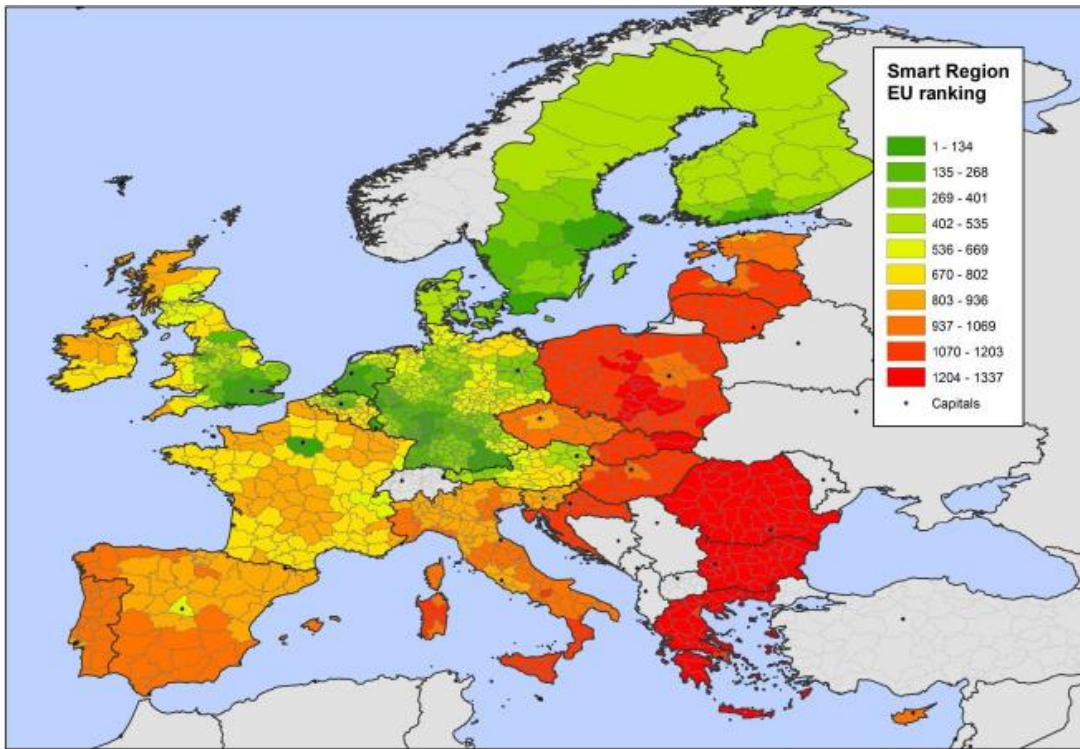 Smart Region
EU ranking
1 - 134
135 - 268
269 - 401
402 - 535
536 - 669
670 - 802
803 - 936
937 - 1069
1070 - 1203
1204 - 1337
Capitals